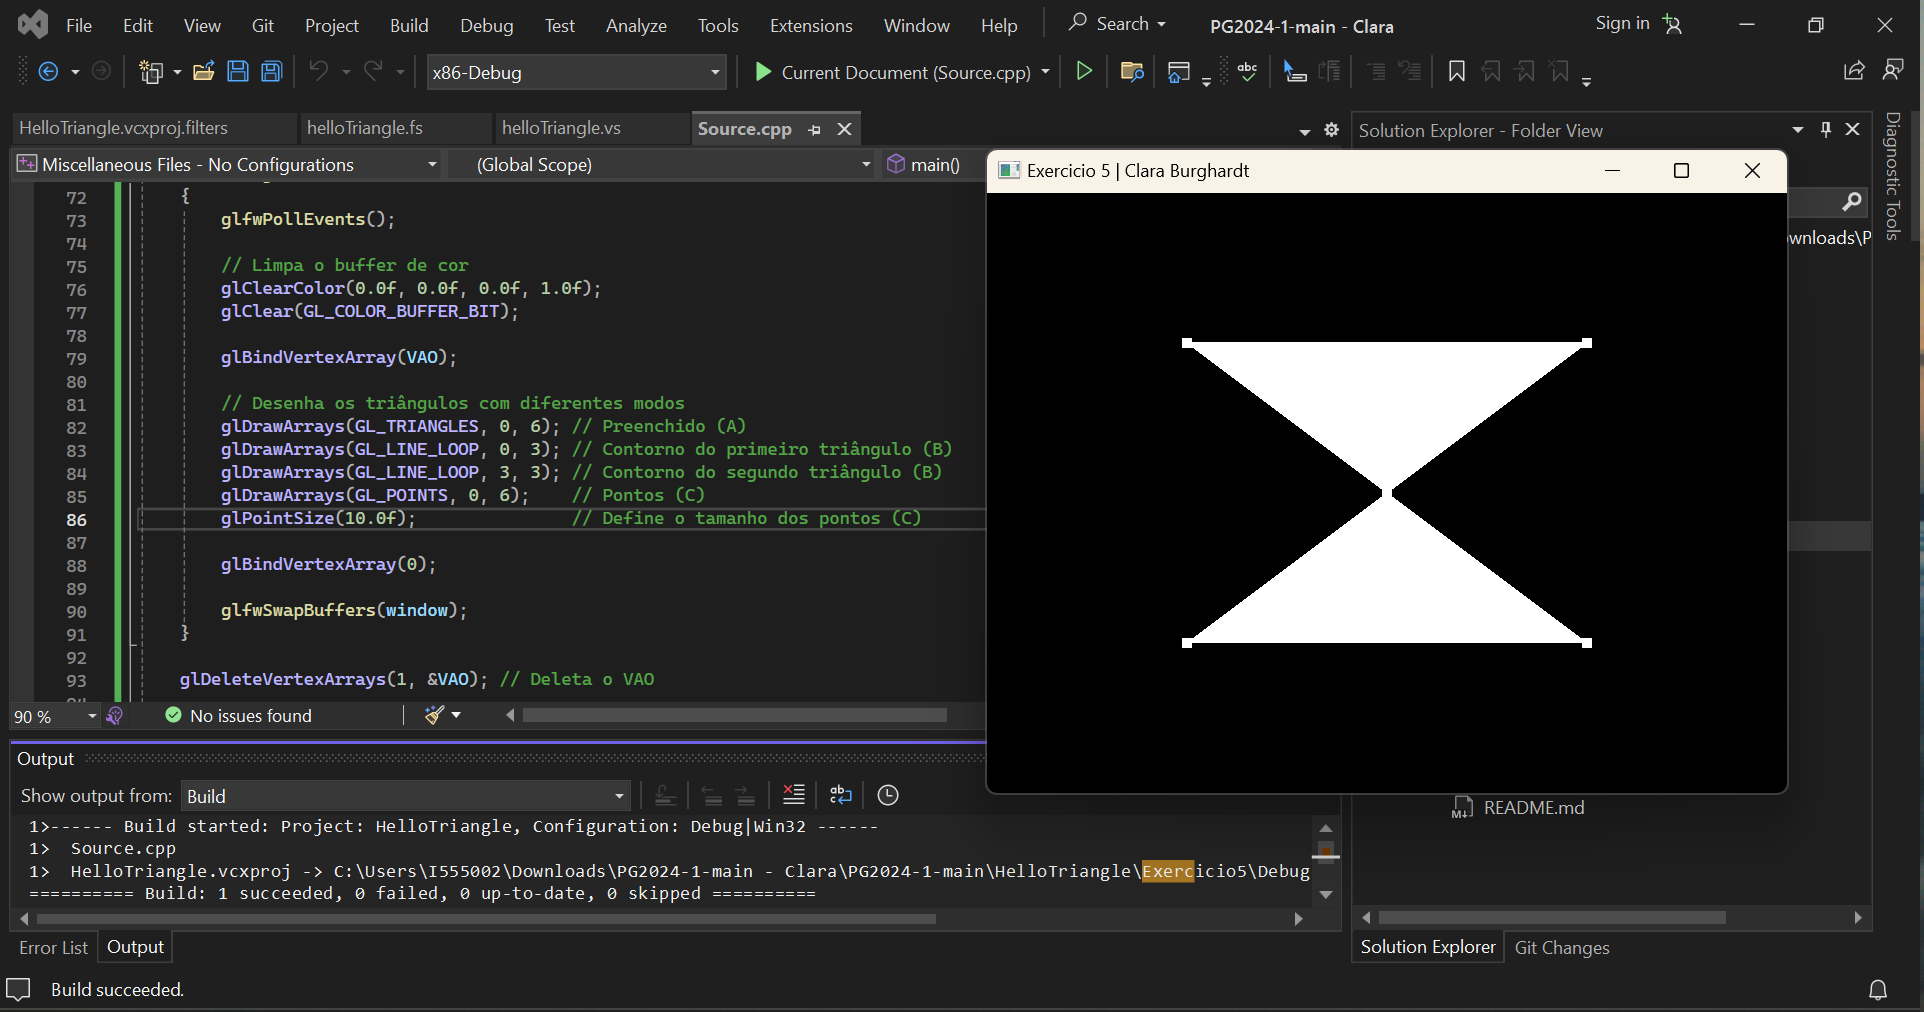 File Edit View Git Project Build Debug Test Analyze Tools Extensions Window Help Search PG2024-1-main - Clara Sign in
x86-Debug Current Document (Source.cpp)
HelloTriangle.vcxproj.filters helloTriangle.fs helloTriangle.vs Source.cpp Solution Explorer - Folder View
Miscellaneous Files - No Configurations (Global Scope) main()
Exercicio 5 | Clara Burghardt
Diagnostic Tools
wnloads\P
72 {
73 glfwPollEvents();
74
75 // Limpa o buffer de cor
76 glClearColor(0.0f, 0.0f, 0.0f, 1.0f);
77 glClear(GL_COLOR_BUFFER_BIT);
78
79 glBindVertexArray(VAO);
80
81 // Desenha os triângulos com diferentes modos
82 glDrawArrays(GL_TRIANGLES, 0, 6); // Preenchido (A)
83 glDrawArrays(GL_LINE_LOOP, 0, 3); // Contorno do primeiro triângulo (B)
84 glDrawArrays(GL_LINE_LOOP, 3, 3); // Contorno do segundo triângulo (B)
85 glDrawArrays(GL_POINTS, 0, 6); // Pontos (C)
86 glPointSize(10.0f); // Define o tamanho dos pontos (C)
87
88 glBindVertexArray(0);
89
90 glfwSwapBuffers(window);
91 }
92
93 glDeleteVertexArrays(1, &VAO); // Deleta o VAO
90 % No issues found
Output
Show output from: Build
1>------ Build started: Project: HelloTriangle, Configuration: Debug|Win32 ------
1> Source.cpp
1> HelloTriangle.vcxproj -> C:\Users\I555002\Downloads\PG2024-1-main - Clara\PG2024-1-main\HelloTriangle\Exercicio5\Debug
========== Build: 1 succeeded, 0 failed, 0 up-to-date, 0 skipped ==========
README.md
Error List Output
Solution Explorer Git Changes
Build succeeded.